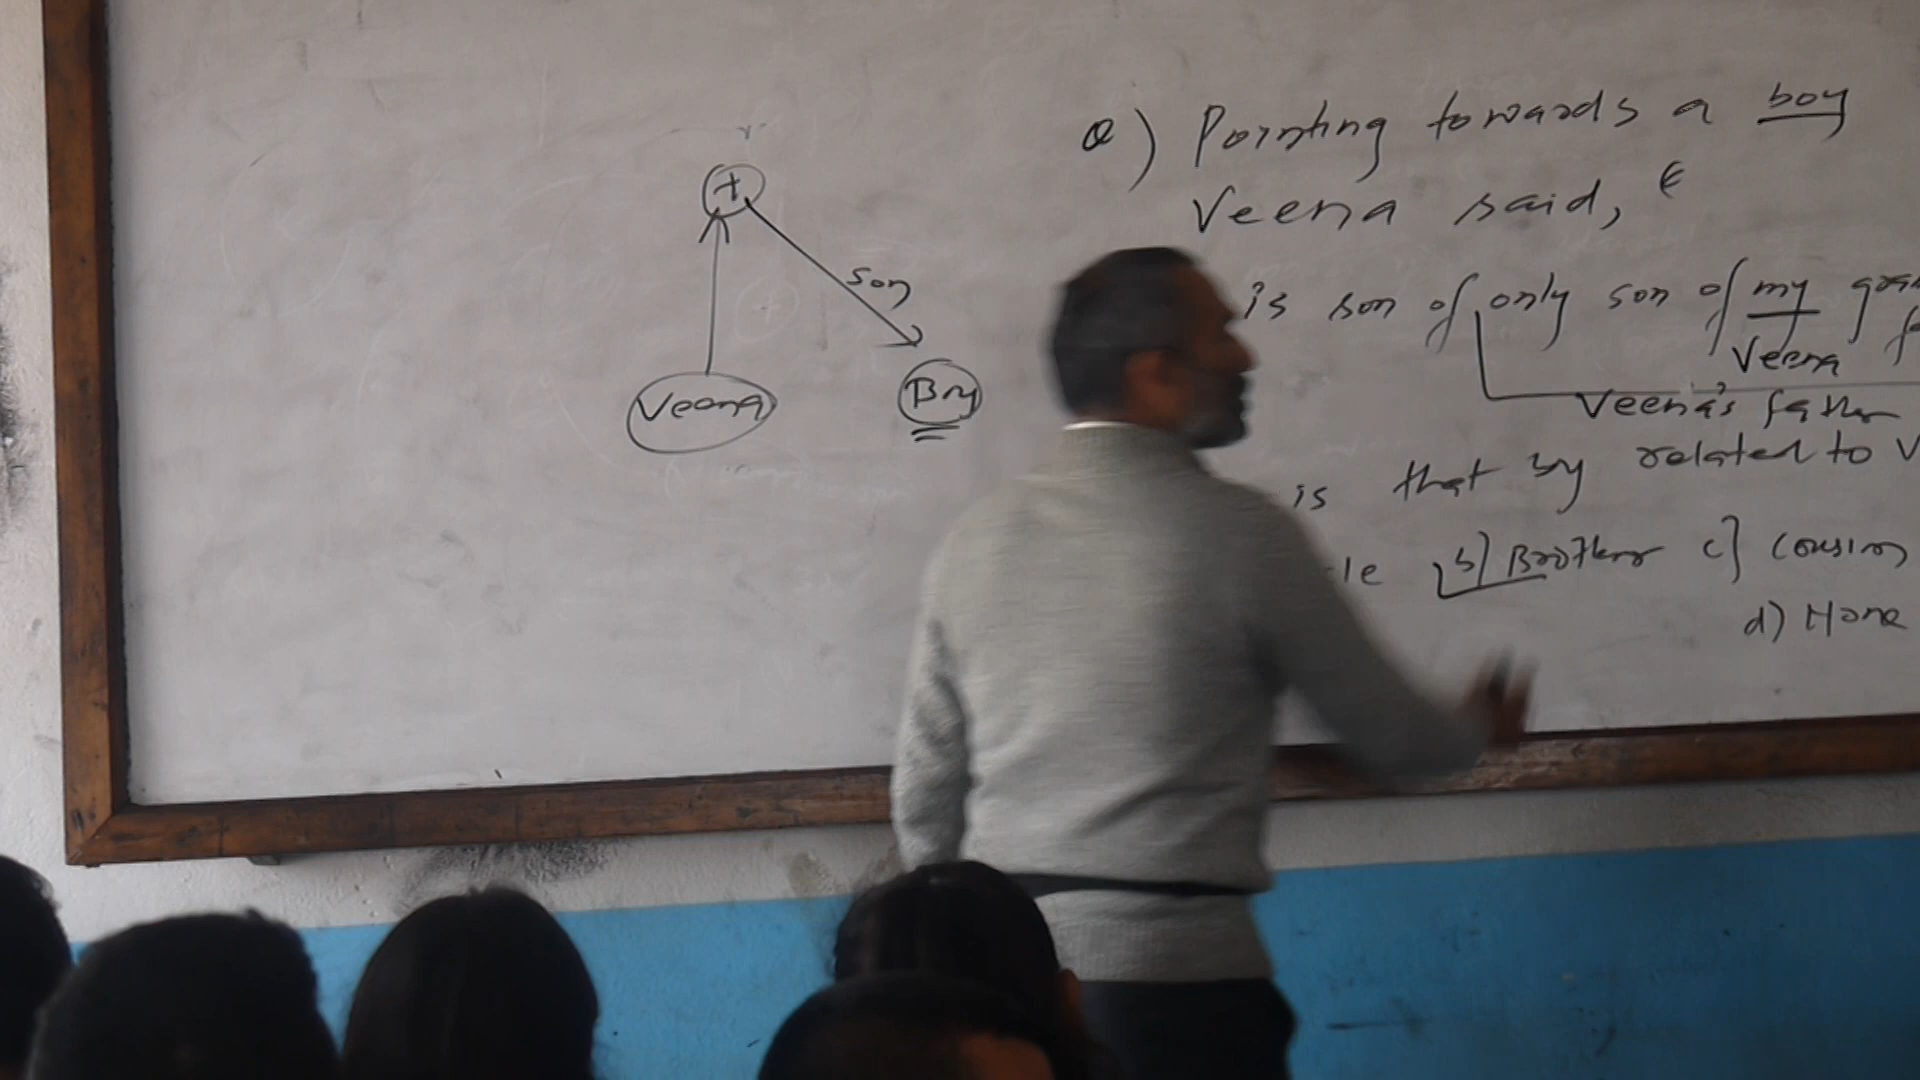 +
son
Veena
Boy
Q) Pointing towards a boy
Veena said, "
is son of only son of my
Veena
Veena's father
is that boy related to V
b) Brother c) cousin
d) None